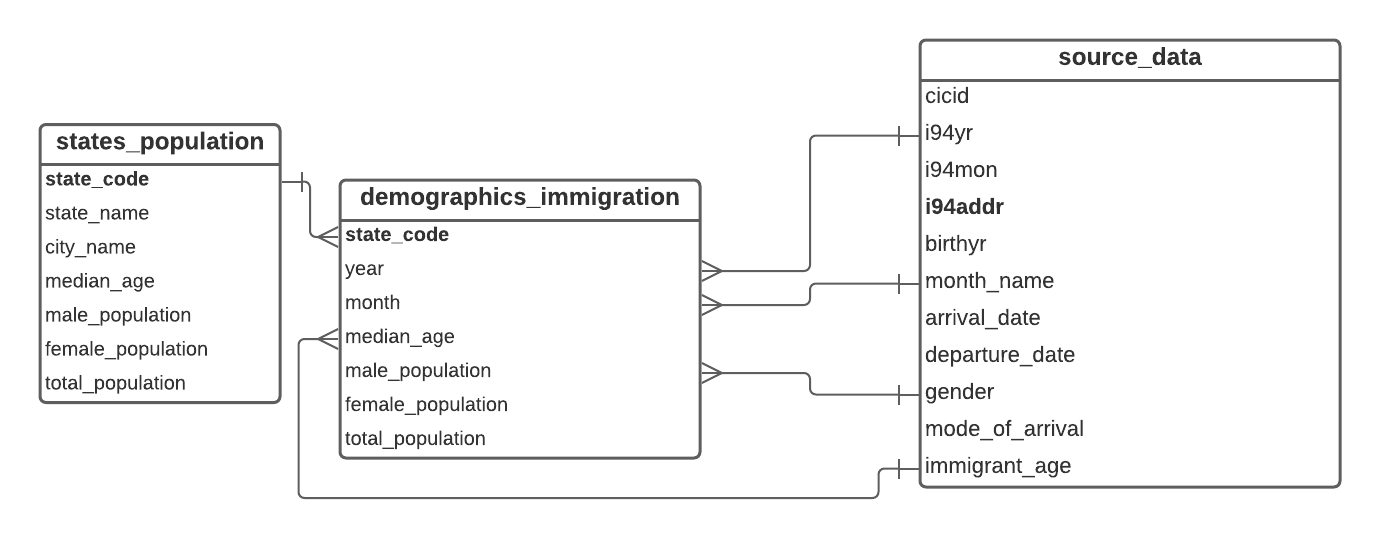 states_population
state_code
state_name
city_name
median_age
male_population
female_population
total_population
demographics_immigration
state_code
year
month
median_age
male_population
female_population
total_population
source_data
cicid
i94yr
i94mon
i94addr
birthyr
month_name
arrival_date
departure_date
gender
mode_of_arrival
immigrant_age